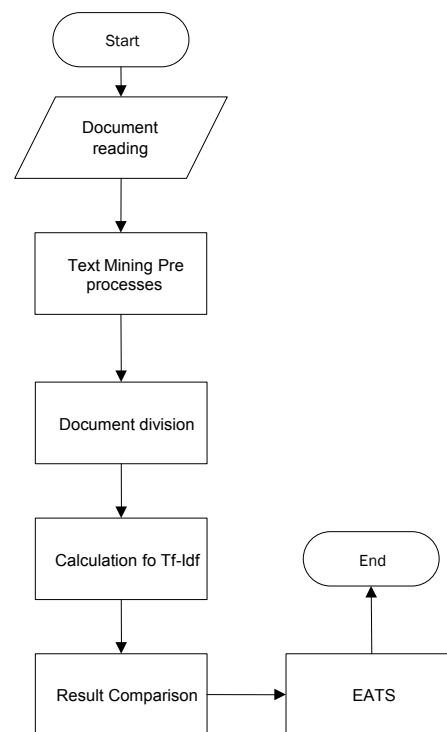 Start
Document
reading
Text Mining Pre
processes
Document division
Calculation fo Tf-Idf
End
Result Comparison
EATS